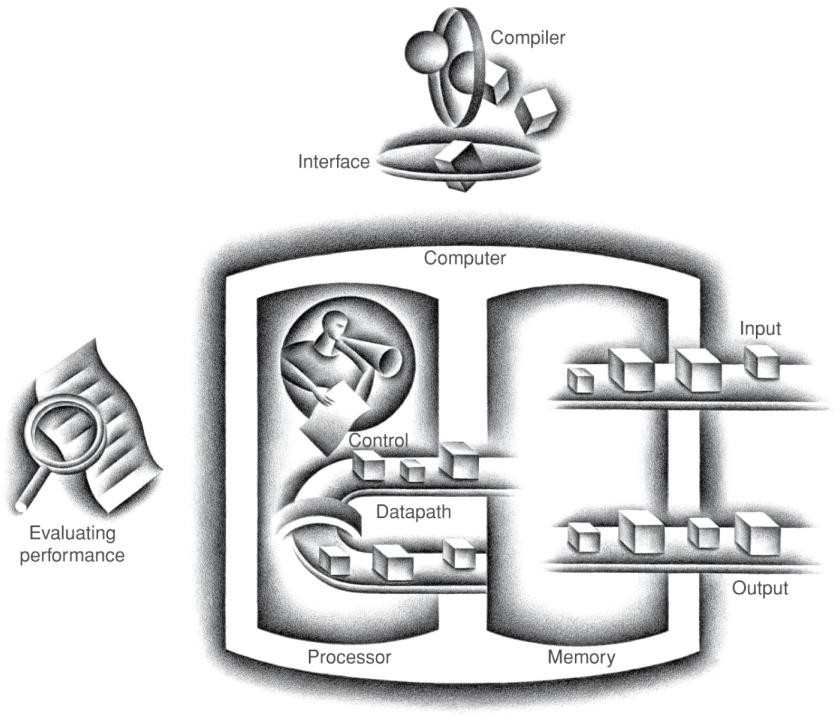 Compiler
Interface
Computer
Input
Control
Datapath
Evaluating
performance
Output
Processor
Memory